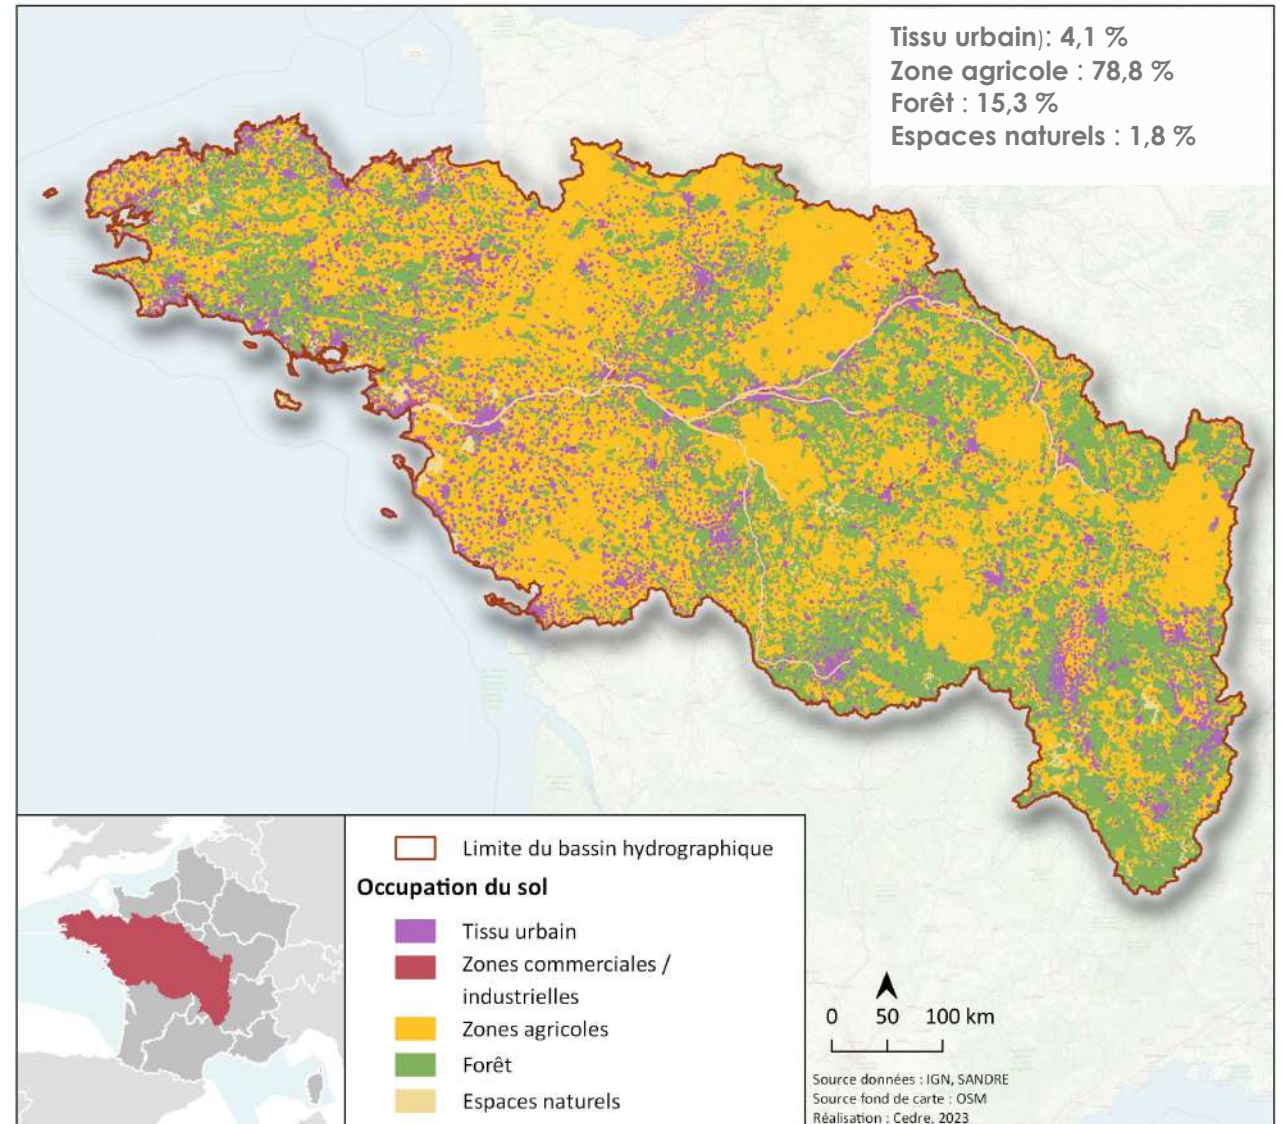 Tissu urbain): 4,1 %
Zone agricole : 78,8 %
Forêt : 15,3 %
Espaces naturels : 1,8 %
Limite du bassin hydrographique
Occupation du sol
Tissu urbain
Zones commerciales /
industrielles
Zones agricoles
Forêt
Espaces naturels
0 50 100 km
Source données : IGN, SANDRE
Source fond de carte : OSM
Réalisation : Cedre, 2023